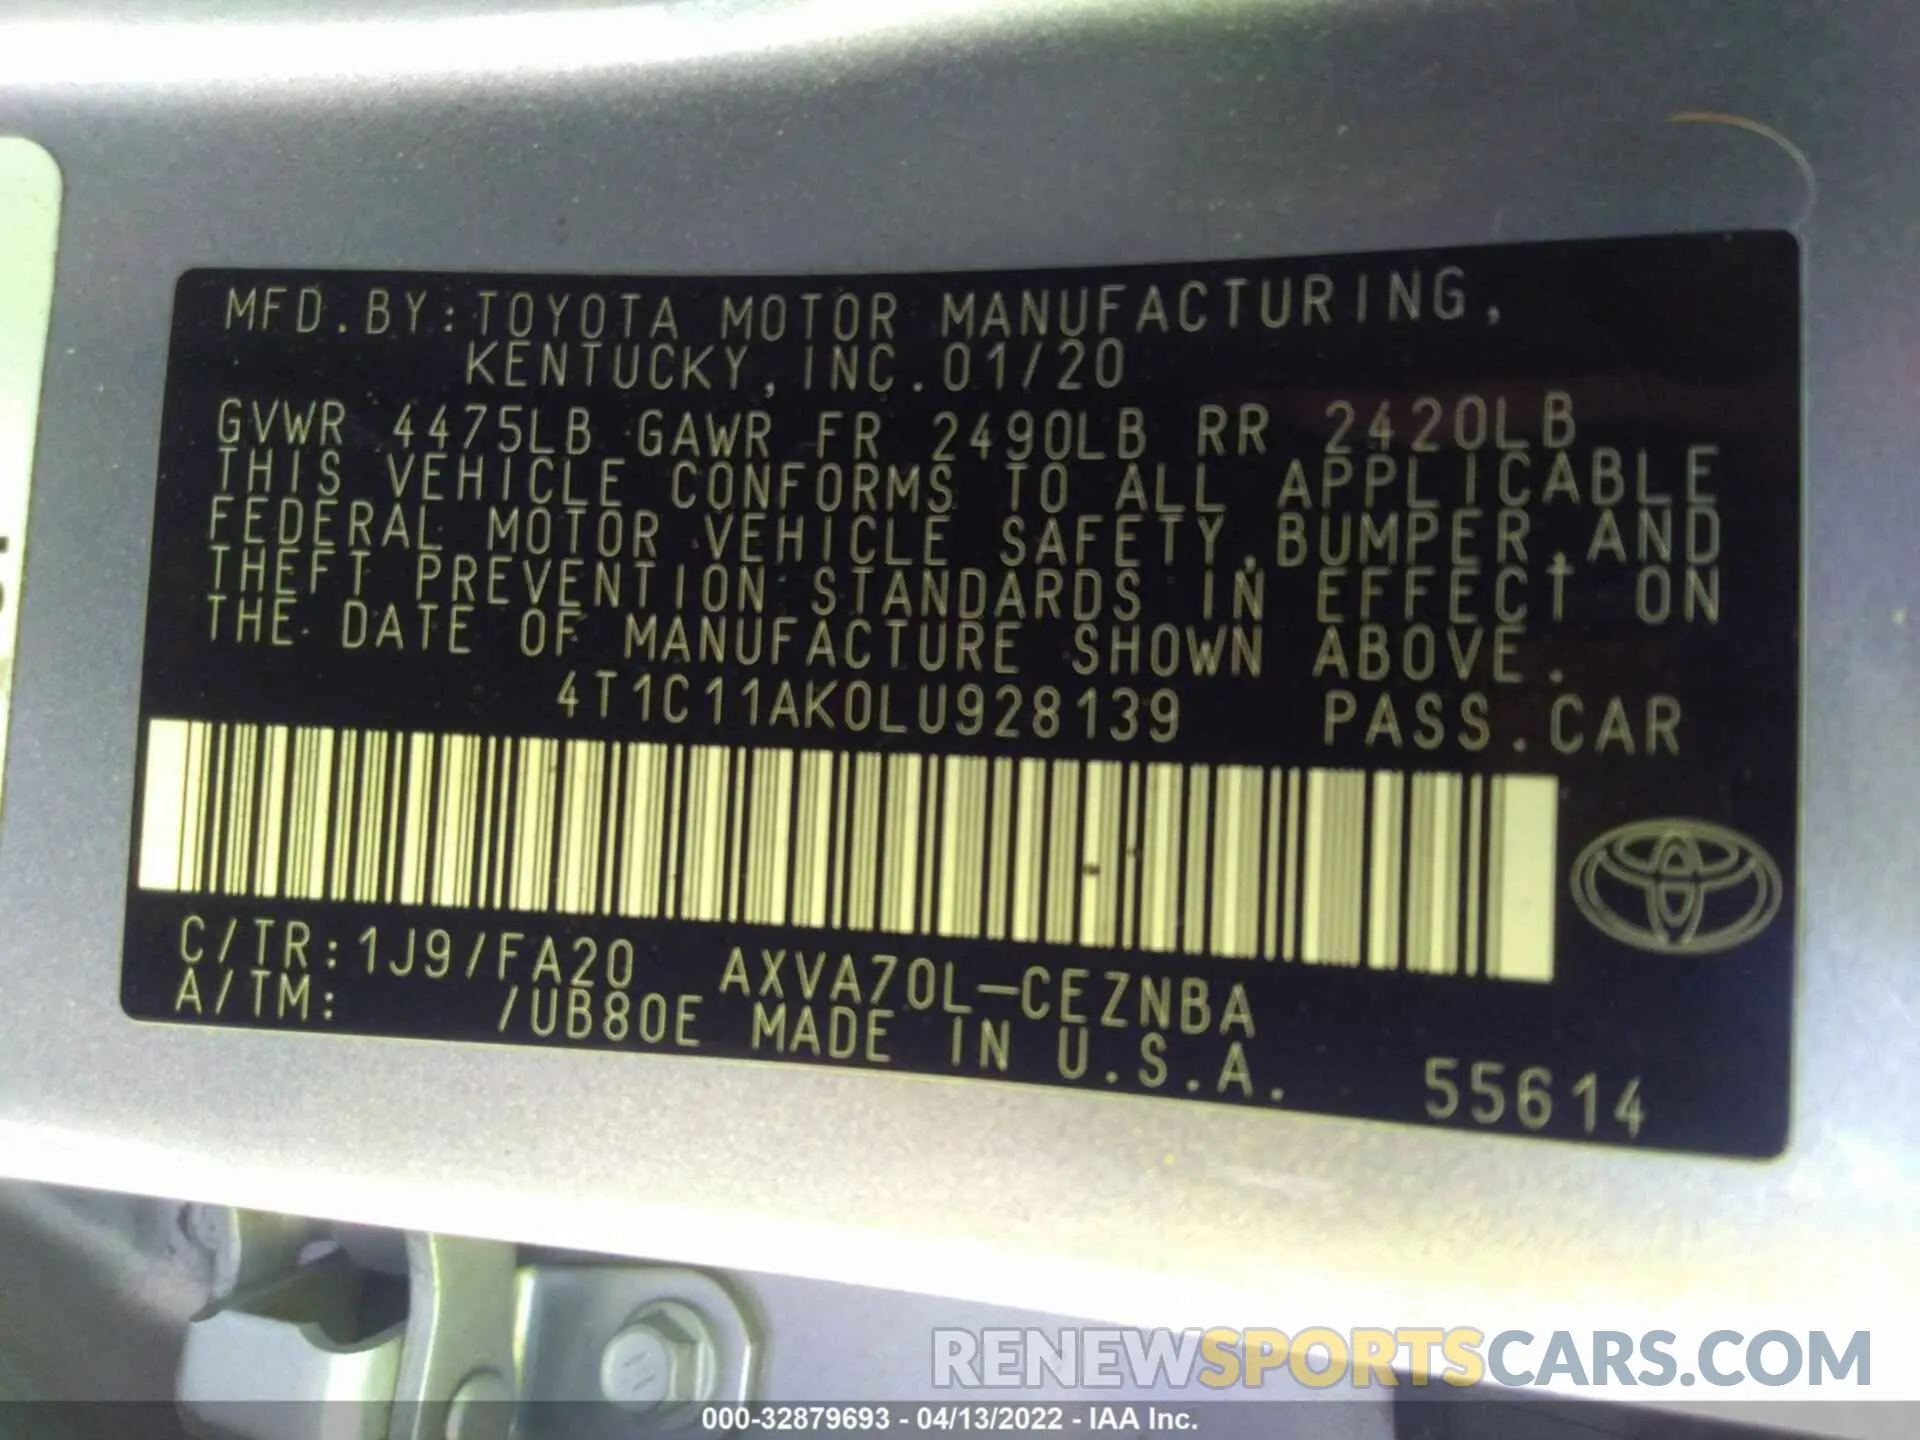 MFD.BY:TOYOTA MOTOR MANUFACTURING,
KENTUCKY,INC.01/20
GVWR 4475LB GAWR FR 2490LB RR 2420LB
THIS VEHICLE CONFORMS TO ALL APPLICABLE
FEDERAL MOTOR VEHICLE SAFETY,BUMPER,AND
THEFT PREVENTION STANDARDS IN EFFECT ON
THE DATE OF MANUFACTURE SHOWN ABOVE.
4T1C11AK0LU928139 PASS.CAR
C/TR:1J9/FA20 AXVA70L-CEZNBA
A/TM: /UB80E MADE IN U.S.A. 55614
RENEWSPORTSCARS.COM
000-32879693 - 04/13/2022 - IAA Inc.